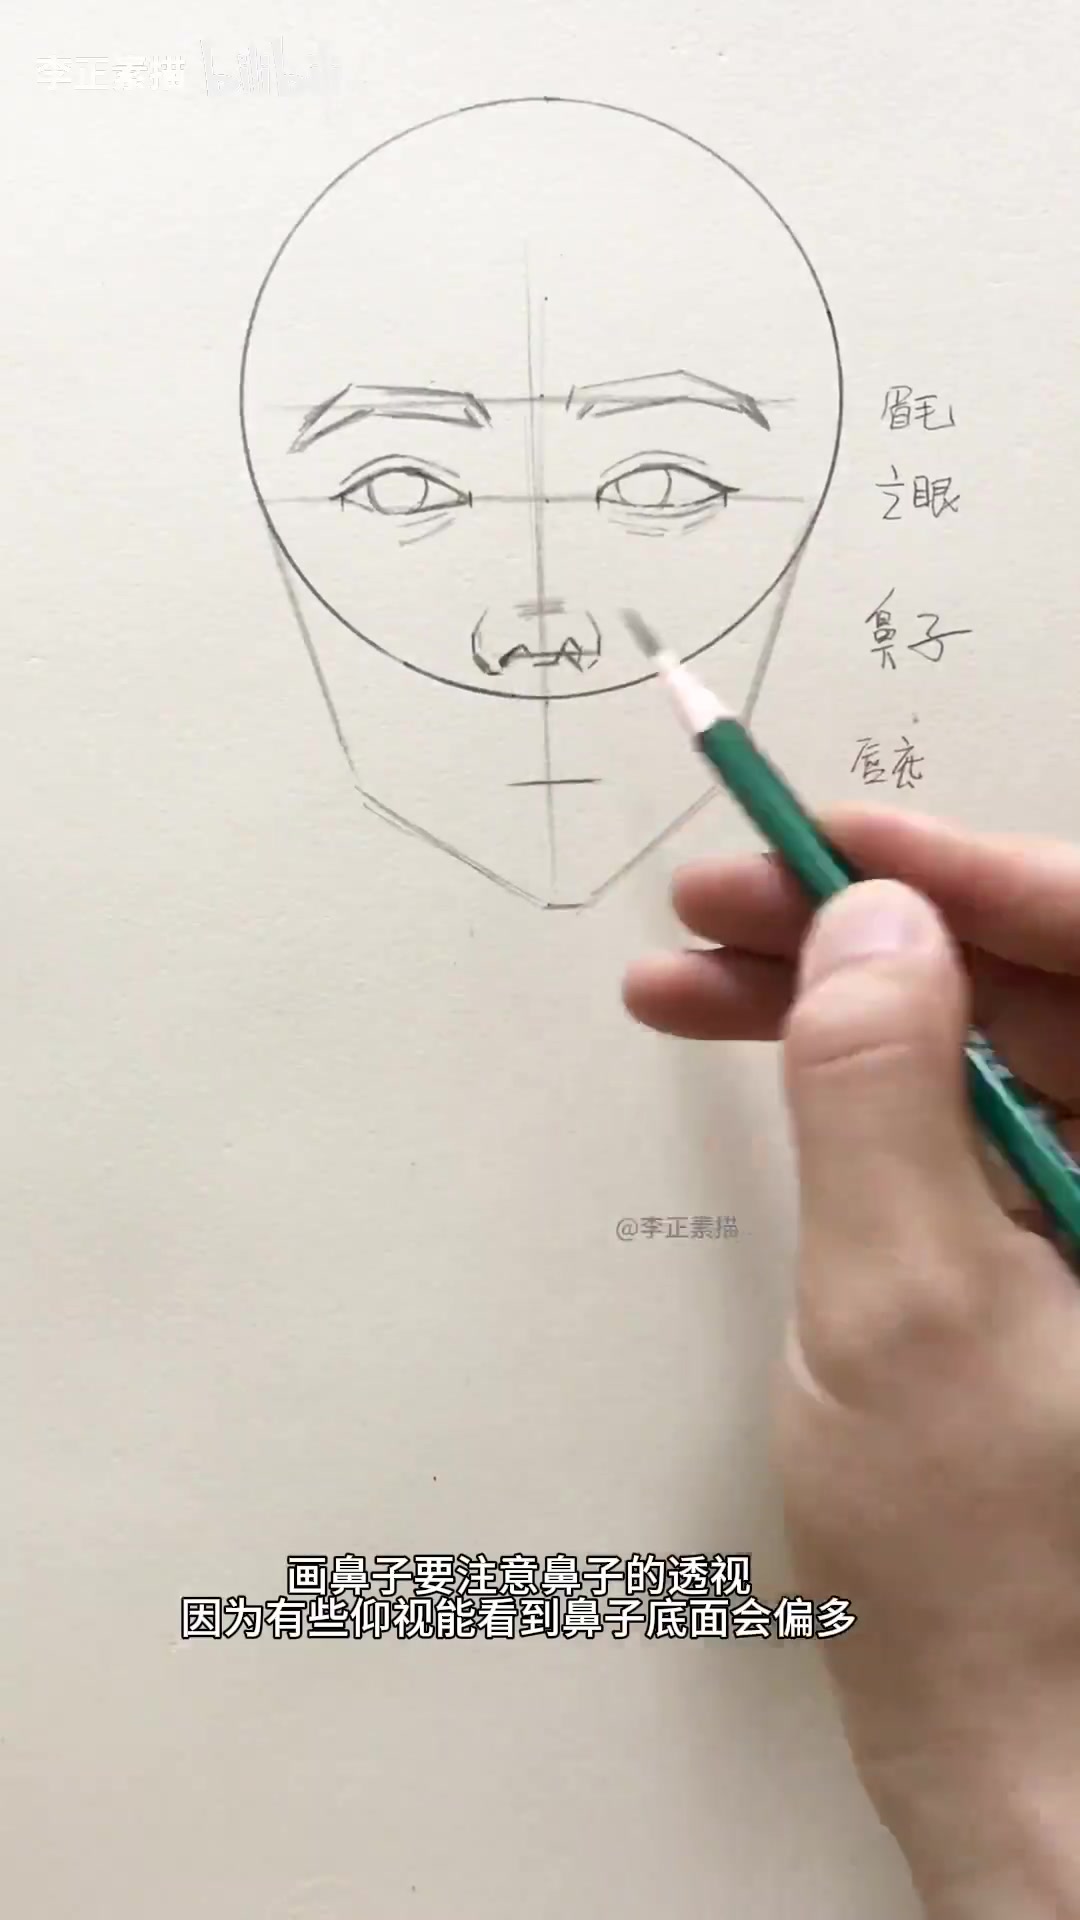 李正素描 bilibili
眉毛
立眼
鼻子
唇底
@李正素描
画鼻子要注意鼻子的透视
因为有些仰视能看到鼻子底面会偏多